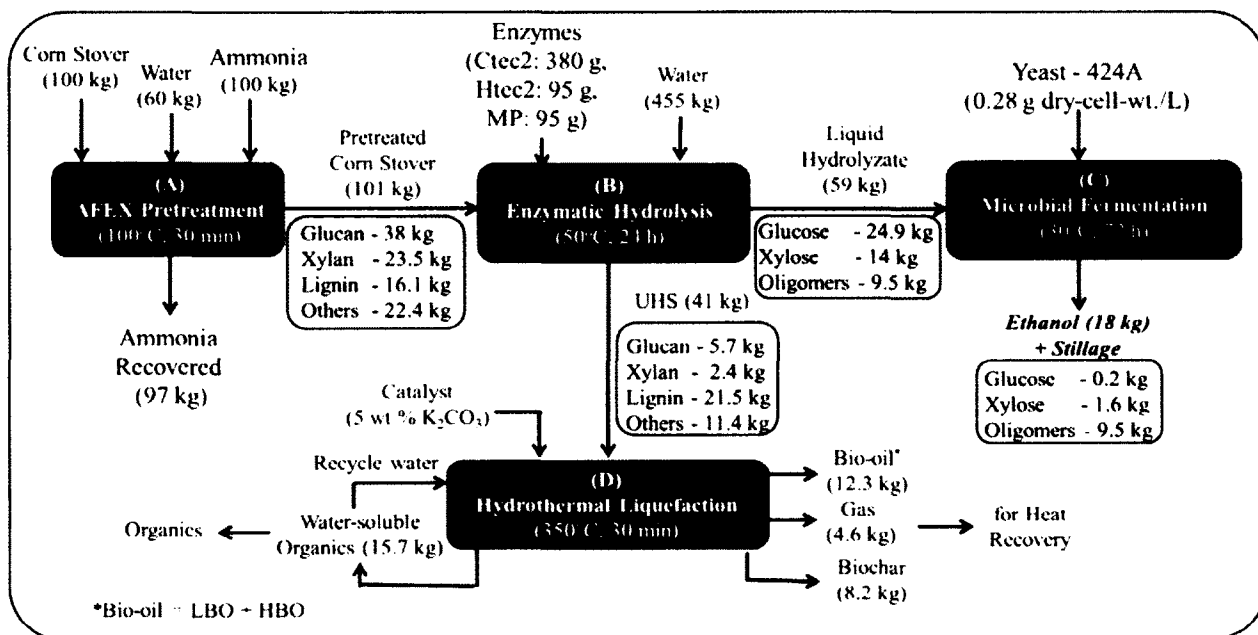 Corn Stover
(100 kg)
Water
(60 kg)
Ammonia
(100 kg)
Enzymes
(Ctec2: 380 g,
Htec2: 95 g,
MP: 95 g)
Water
(455 kg)
Yeast - 424A
(0.28 g dry-cell-wt./L)
Pretreated
Corn Stover
(101 kg)
Liquid
Hydrolyzate
(59 kg)
(A)
AFEX Pretreatment
(100°C, 30 min)
(B)
Enzymatic Hydrolysis
(50°C, 24 h)
(C)
Microbial Fermentation
(30°C, 72 h)
Glucan - 38 kg
Xylan - 23.5 kg
Lignin - 16.1 kg
Others - 22.4 kg
Glucose - 24.9 kg
Xylose - 14 kg
Oligomers - 9.5 kg
Ammonia
Recovered
(97 kg)
UHS (41 kg)
Glucan - 5.7 kg
Xylan - 2.4 kg
Lignin - 21.5 kg
Others - 11.4 kg
Ethanol (18 kg)
+ Stillage
Glucose - 0.2 kg
Xylose - 1.6 kg
Oligomers - 9.5 kg
Catalyst
(5 wt % K₂CO₃)
Recycle water
(D)
Hydrothermal Liquefaction
(350°C, 30 min)
Organics
Water-soluble
Organics (15.7 kg)
Bio-oil*
(12.3 kg)
Gas
(4.6 kg)
for Heat
Recovery
Biochar
(8.2 kg)
*Bio-oil = LBO + HBO